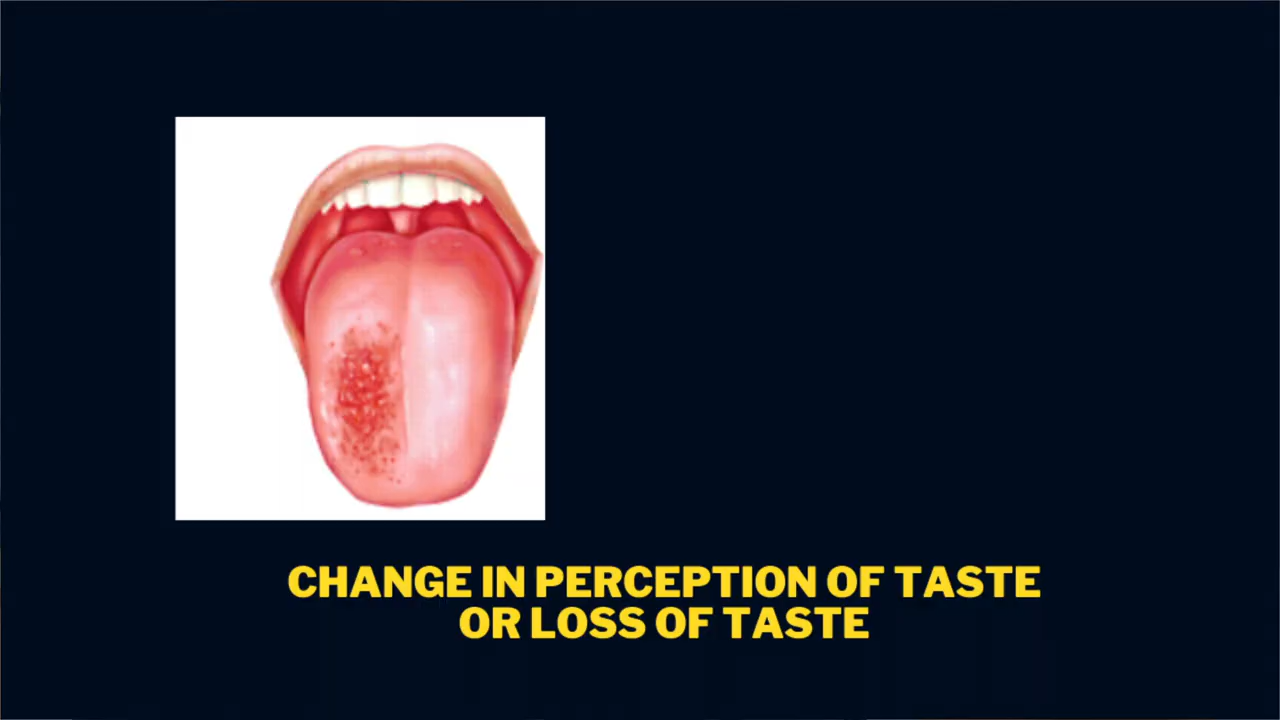 CHANGE IN PERCEPTION OF TASTE
OR LOSS OF TASTE